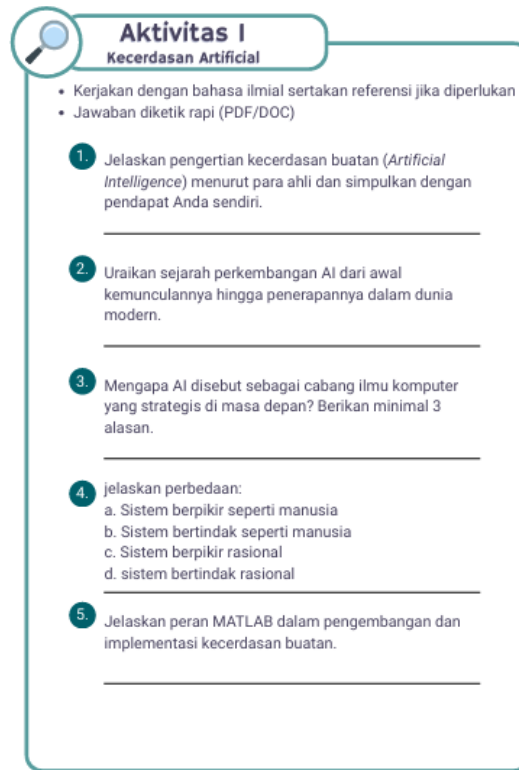 Aktivitas I
Kecerdasan Artificial
• Kerjakan dengan bahasa ilmial sertakan referensi jika diperlukan
• Jawaban diketik rapi (PDF/DOC)
1. Jelaskan pengertian kecerdasan buatan (Artificial
Intelligence) menurut para ahli dan simpulkan dengan
pendapat Anda sendiri.
2. Uraikan sejarah perkembangan AI dari awal
kemunculannya hingga penerapannya dalam dunia
modern.
3. Mengapa AI disebut sebagai cabang ilmu komputer
yang strategis di masa depan? Berikan minimal 3
alasan.
4. jelaskan perbedaan:
a. Sistem berpikir seperti manusia
b. Sistem bertindak seperti manusia
c. Sistem berpikir rasional
d. sistem bertindak rasional
5. Jelaskan peran MATLAB dalam pengembangan dan
implementasi kecerdasan buatan.